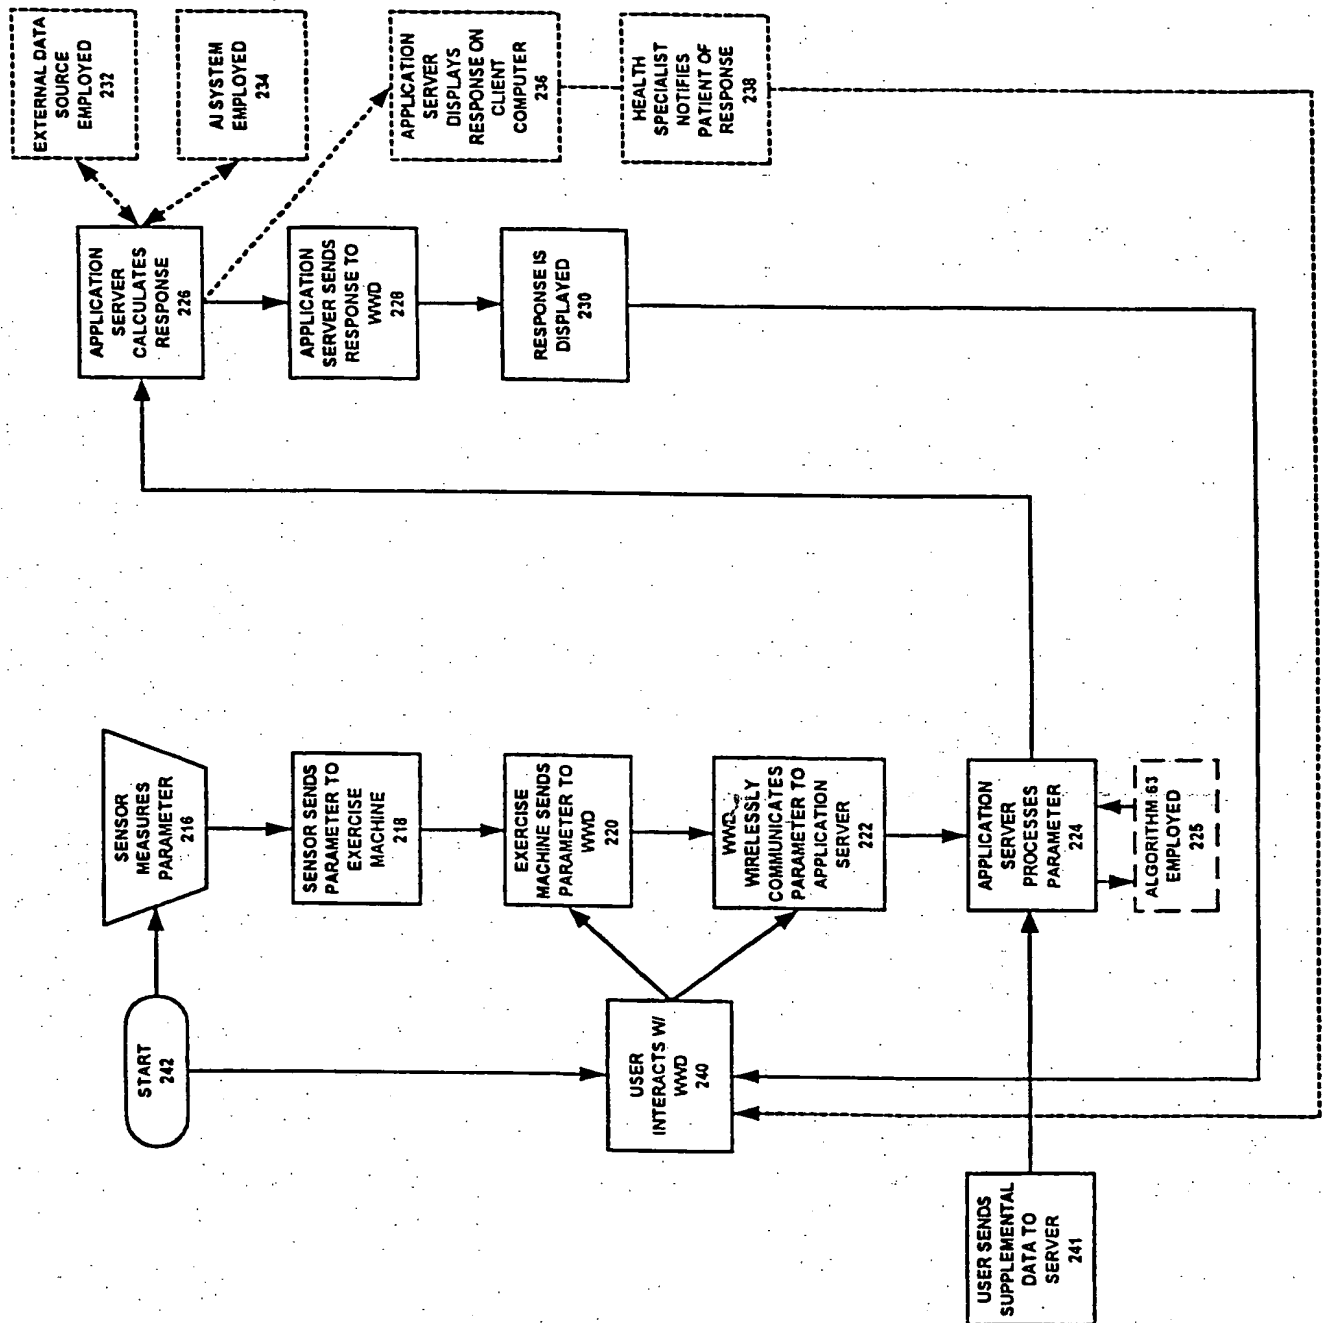 START
242
SENSOR
MEASURES
PARAMETER
216
SENSOR SENDS
PARAMETER TO
EXERCISE
MACHINE
218
EXERCISE
MACHINE SENDS
PARAMETER TO
WWD
220
WWD
WIRELESSLY
COMMUNICATES
PARAMETER TO
APPLICATION
SERVER
222
APPLICATION
SERVER
PROCESSES
PARAMETER
224
ALGORITHM 63
EMPLOYED
225
USER
INTERACTS W/
WWD
240
USER SENDS
SUPPLEMENTAL
DATA TO
SERVER
241
APPLICATION
SERVER
CALCULATES
RESPONSE
226
APPLICATION
SERVER SENDS
RESPONSE TO
WWD
228
RESPONSE IS
DISPLAYED
230
EXTERNAL DATA
SOURCE
EMPLOYED
232
AI SYSTEM
EMPLOYED
234
APPLICATION
SERVER
DISPLAYS
RESPONSE ON
CLIENT
COMPUTER
236
HEALTH
SPECIALIST
NOTIFIES
PATIENT OF
RESPONSE
238